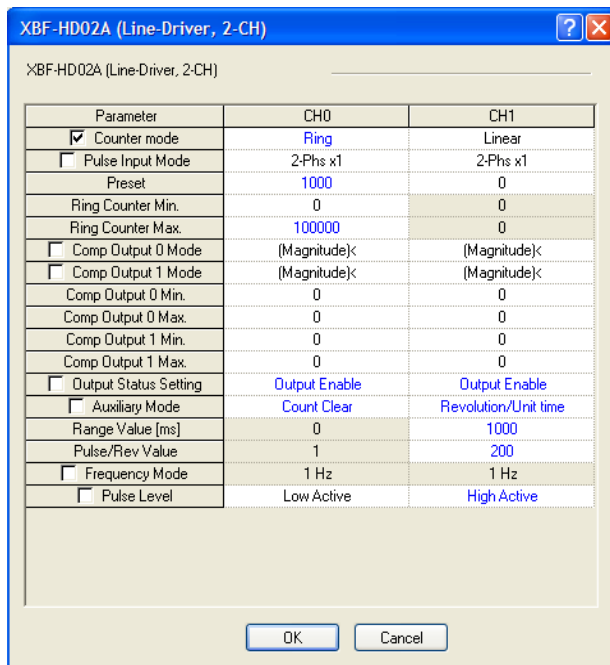 XBF-HD02A (Line-Driver, 2-CH)
XBF-HD02A (Line-Driver, 2-CH)
Parameter CH0 CH1
Counter mode Ring Linear
Pulse Input Mode 2-Phs x1 2-Phs x1
Preset 1000 0
Ring Counter Min. 0 0
Ring Counter Max. 100000 0
Comp Output 0 Mode (Magnitude)< (Magnitude)<
Comp Output 1 Mode (Magnitude)< (Magnitude)<
Comp Output 0 Min. 0 0
Comp Output 0 Max. 0 0
Comp Output 1 Min. 0 0
Comp Output 1 Max. 0 0
Output Status Setting Output Enable Output Enable
Auxiliary Mode Count Clear Revolution/Unit time
Range Value [ms] 0 1000
Pulse/Rev Value 1 200
Frequency Mode 1 Hz 1 Hz
Pulse Level Low Active High Active
OK Cancel